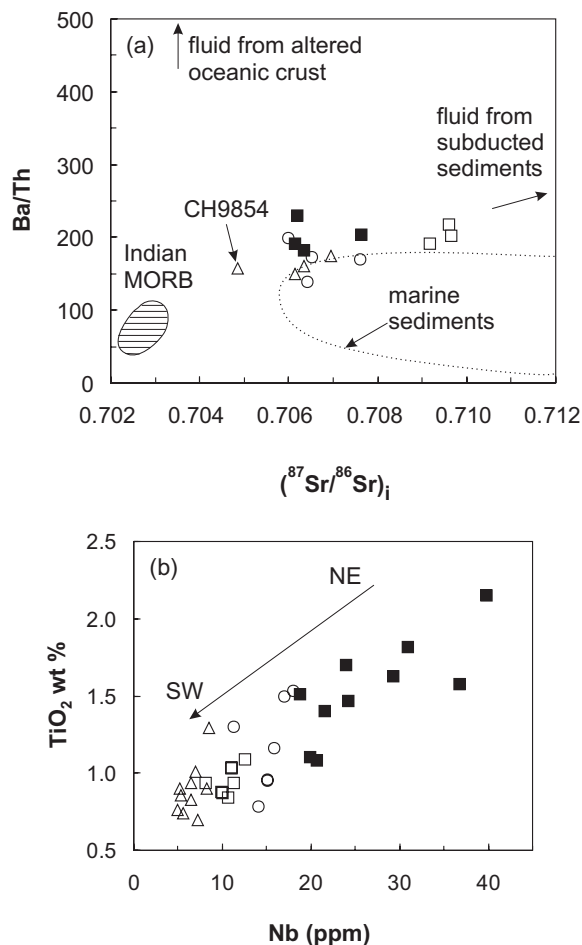 (a)
fluid from altered
oceanic crust
fluid from
subducted
sediments
CH9854
Indian
MORB
marine
sediments
Ba/Th
500
400
300
200
100
0
0.702 0.704 0.706 0.708 0.710 0.712
(⁸⁷Sr/⁸⁶Sr)ᵢ
(b)
NE
SW
TiO₂ wt %
2.5
2.0
1.5
1.0
0.5
0 10 20 30 40
Nb (ppm)